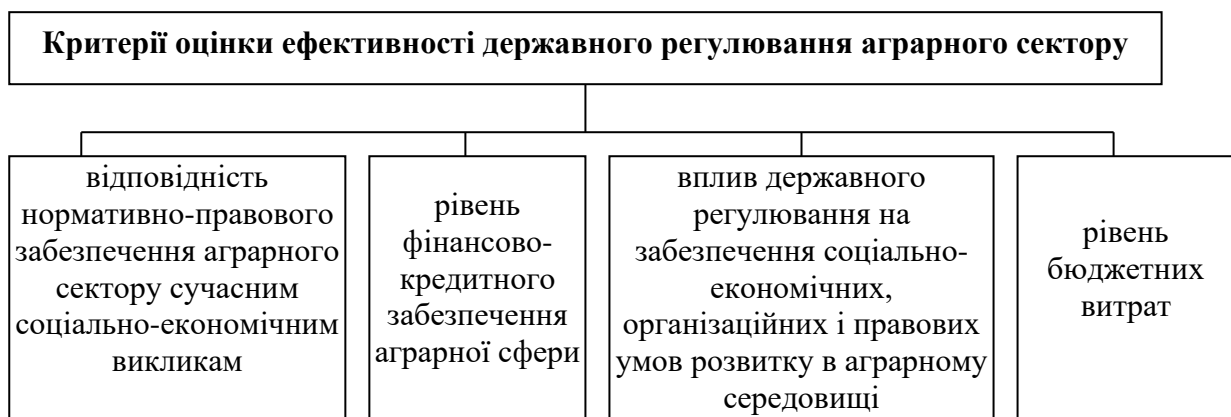 Критерії оцінки ефективності державного регулювання аграрного сектору
відповідність
нормативно-правового
забезпечення аграрного
сектору сучасним
соціально-економічним
викликам
рівень
фінансово-
кредитного
забезпечення
аграрної сфери
вплив державного
регулювання на
забезпечення соціально-
економічних,
організаційних і правових
умов розвитку в аграрному
середовищі
рівень
бюджетних
витрат